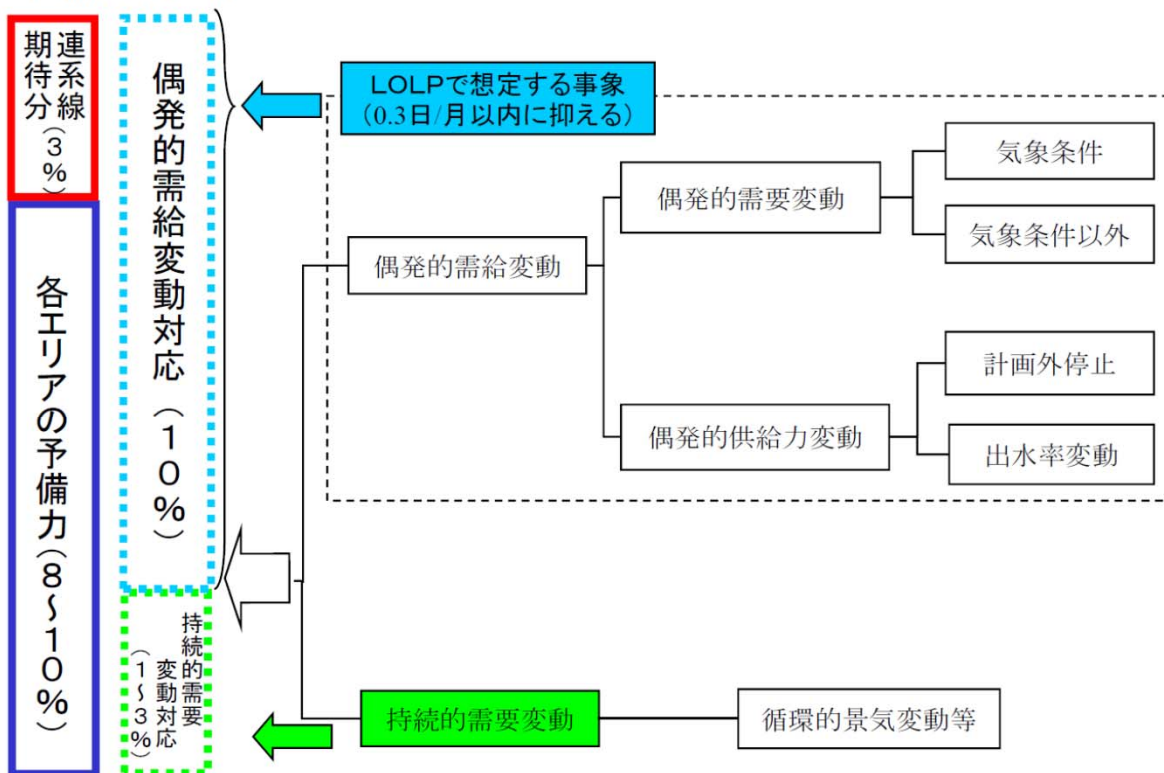 連系線
期待分(3%)
各エリアの予備力(8~10%)
偶発的需給変動対応(10%)
持続的需要
変動対応
(1~3%)
LOLPで想定する事象
(0.3日/月以内に抑える)
偶発的需給変動
偶発的需要変動
気象条件
気象条件以外
偶発的供給力変動
計画外停止
出水率変動
持続的需要変動
循環的景気変動等